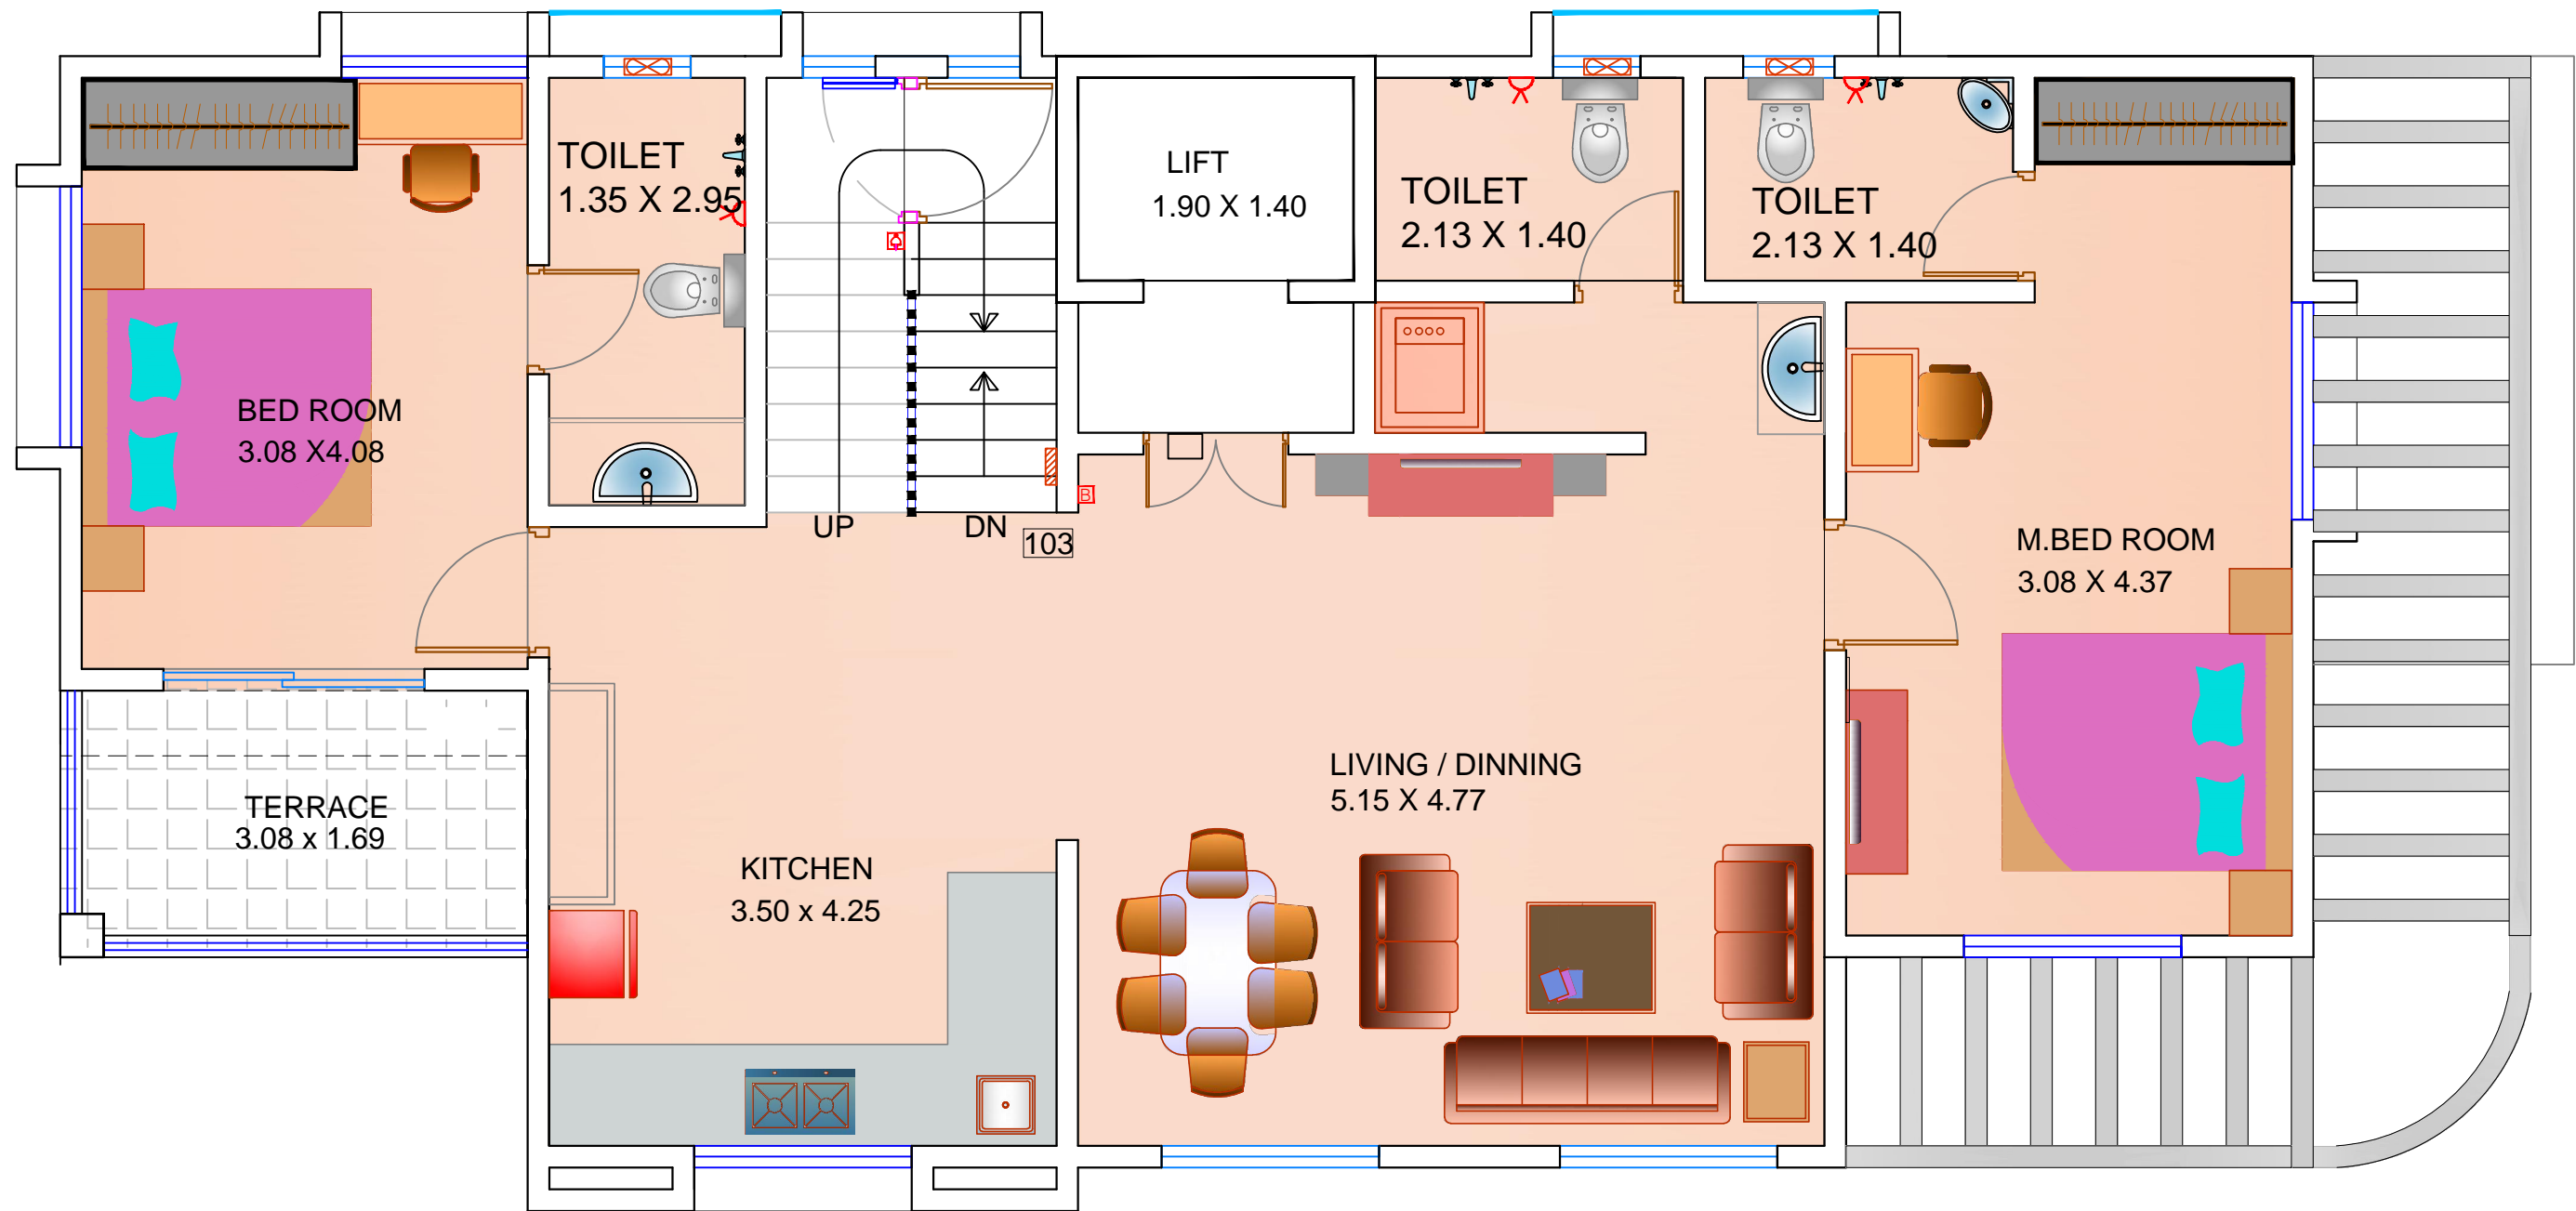 TOILET
1.35 X 2.95
LIFT
1.90 X 1.40
TOILET
2.13 X 1.40
TOILET
2.13 X 1.40
BED ROOM
3.08 X4.08
UP
DN
103
B
M.BED ROOM
3.08 X 4.37
TERRACE
3.08 x 1.69
KITCHEN
3.50 x 4.25
LIVING / DINNING
5.15 X 4.77